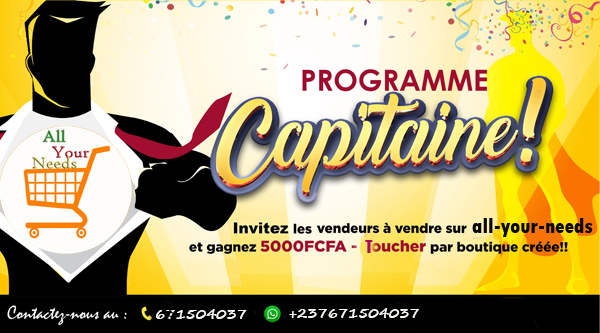 All
Your
Needs
PROGRAMME
Capitaine!
Invitez les vendeurs à vendre sur all-your-needs
et gagnez 5000FCFA - Toucher par boutique créée!!
Contactez-nous au : 671504037 +237671504037